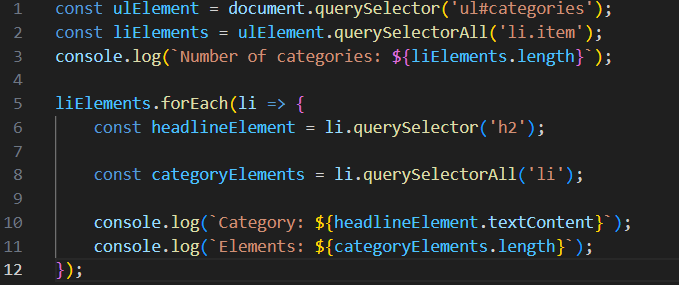 1 const ulElement = document.querySelector('ul#categories');
2 const liElements = ulElement.querySelectorAll('li.item');
3 console.log(`Number of categories: ${liElements.length}`);
4
5 liElements.forEach(li => {
6     const headlineElement = li.querySelector('h2');
7
8     const categoryElements = li.querySelectorAll('li');
9
10     console.log(`Category: ${headlineElement.textContent}`);
11     console.log(`Elements: ${categoryElements.length}`);
12 });